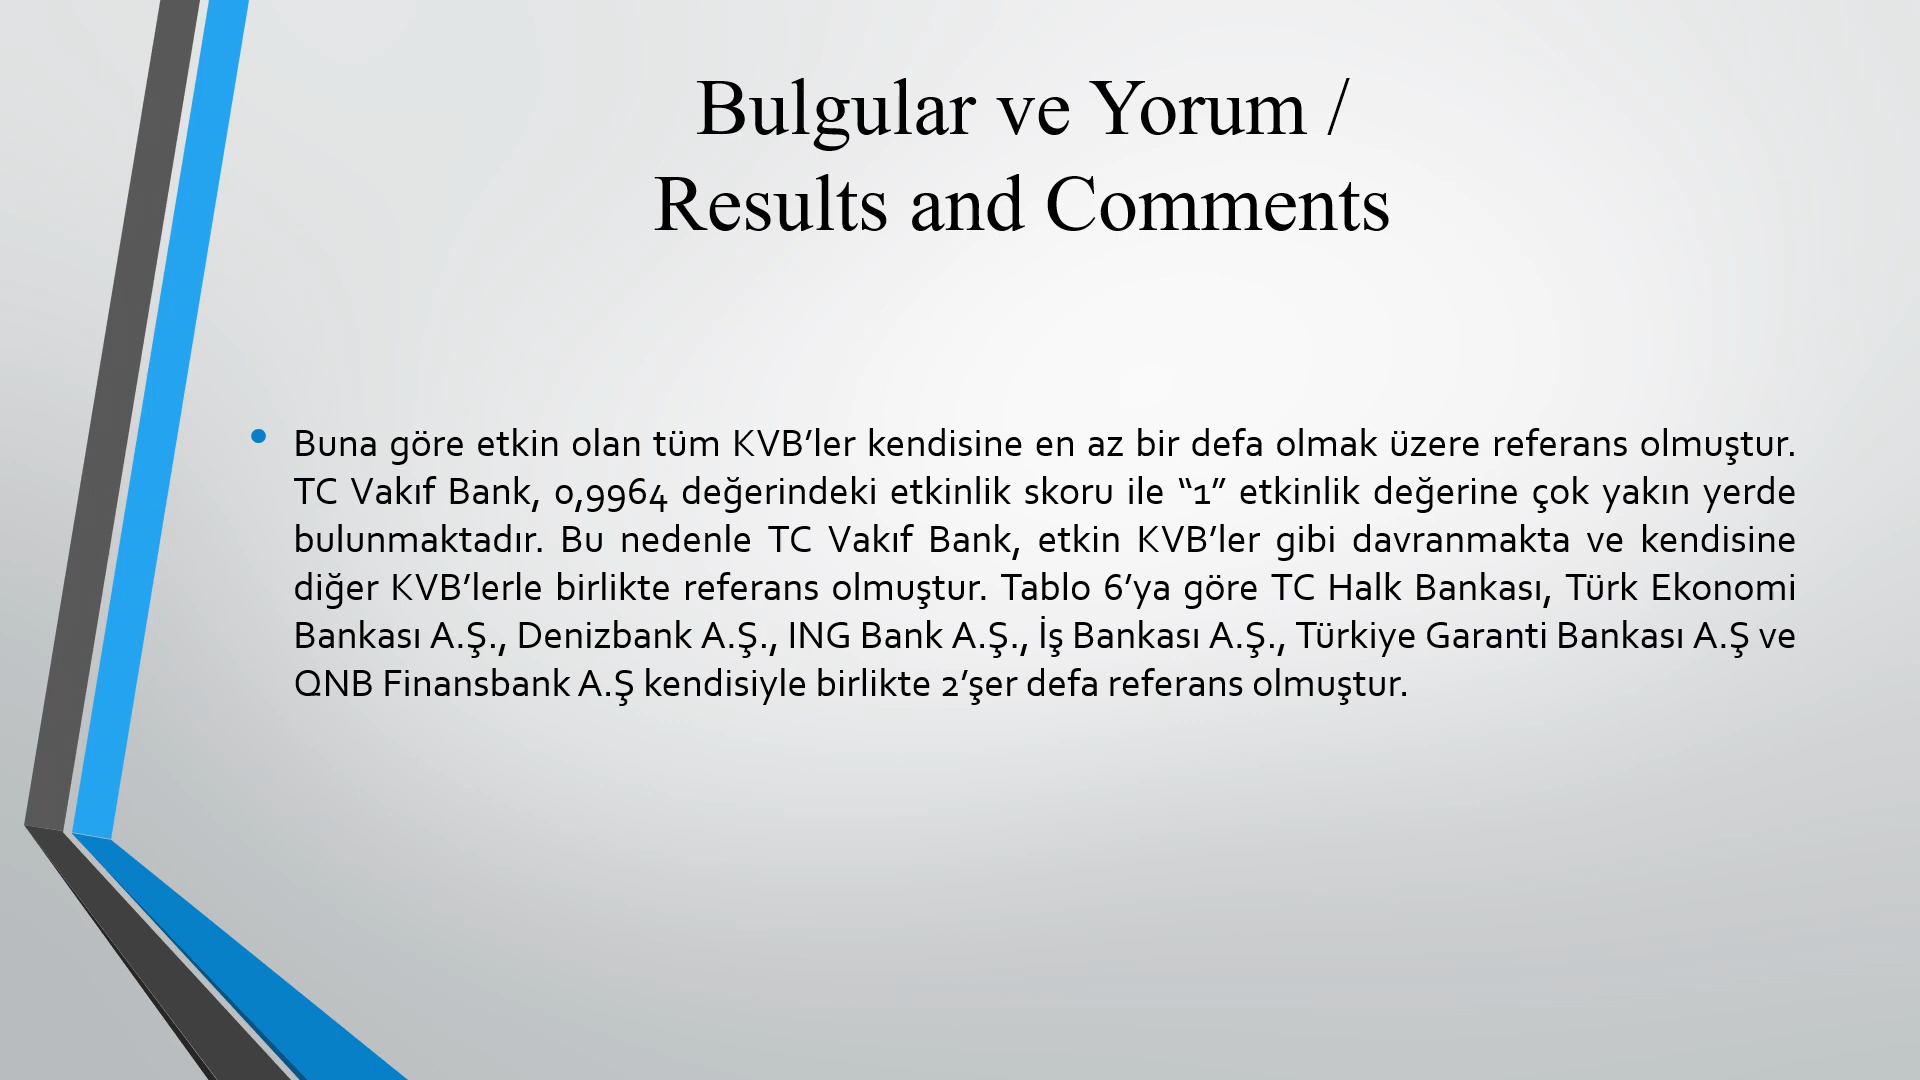 Bulgular ve Yorum /
Results and Comments
• Buna göre etkin olan tüm KVB’ler kendisine en az bir defa olmak üzere referans olmuştur.
TC Vakıf Bank, 0,9964 değerindeki etkinlik skoru ile “1” etkinlik değerine çok yakın yerde
bulunmaktadır. Bu nedenle TC Vakıf Bank, etkin KVB’ler gibi davranmakta ve kendisine
diğer KVB’lerle birlikte referans olmuştur. Tablo 6’ya göre TC Halk Bankası, Türk Ekonomi
Bankası A.Ş., Denizbank A.Ş., ING Bank A.Ş., İş Bankası A.Ş., Türkiye Garanti Bankası A.Ş ve
QNB Finansbank A.Ş kendisiyle birlikte 2’şer defa referans olmuştur.